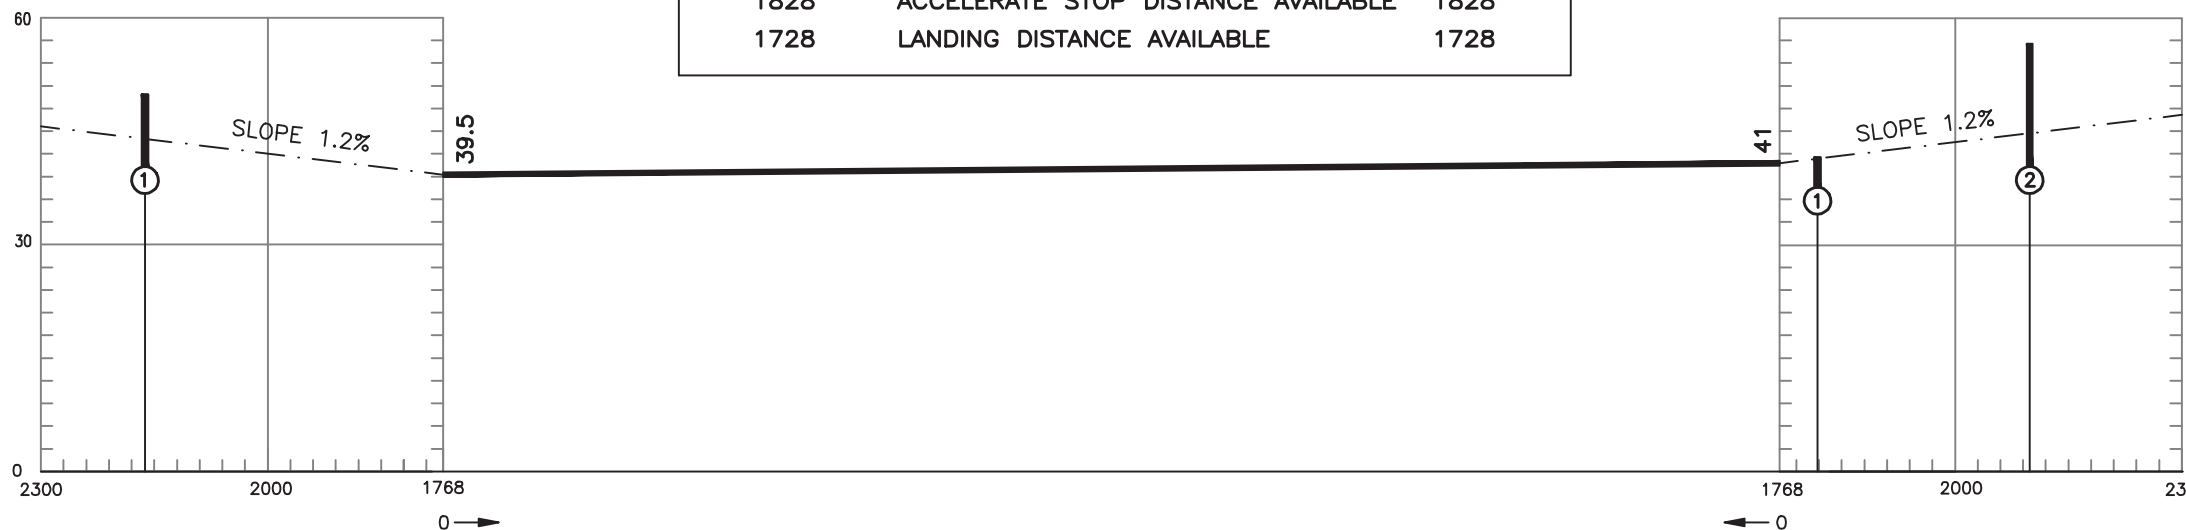 1828 ACCELERATE STOP DISTANCE AVAILABLE 1828
1728 LANDING DISTANCE AVAILABLE 1728
60
30
0
SLOPE 1.2%
1
39.5
41
SLOPE 1.2%
1
2
2300 2000 1768
1768 2000 23
0
0